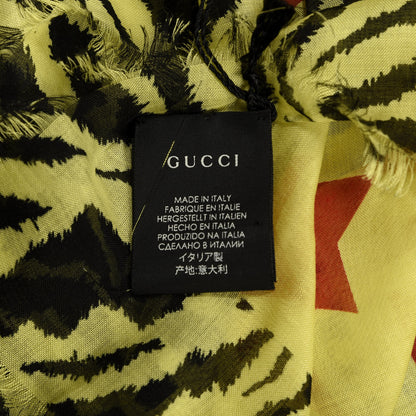 GUCCI
MADE IN ITALY
FABRIQUE EN ITALIE
HERGESTELLT IN ITALIEN
HECHO EN ITALIA
PRODUZIDO NA ITALIA
СДЕЛАНО В ИТАЛИИ
イタリア製
产地:意大利